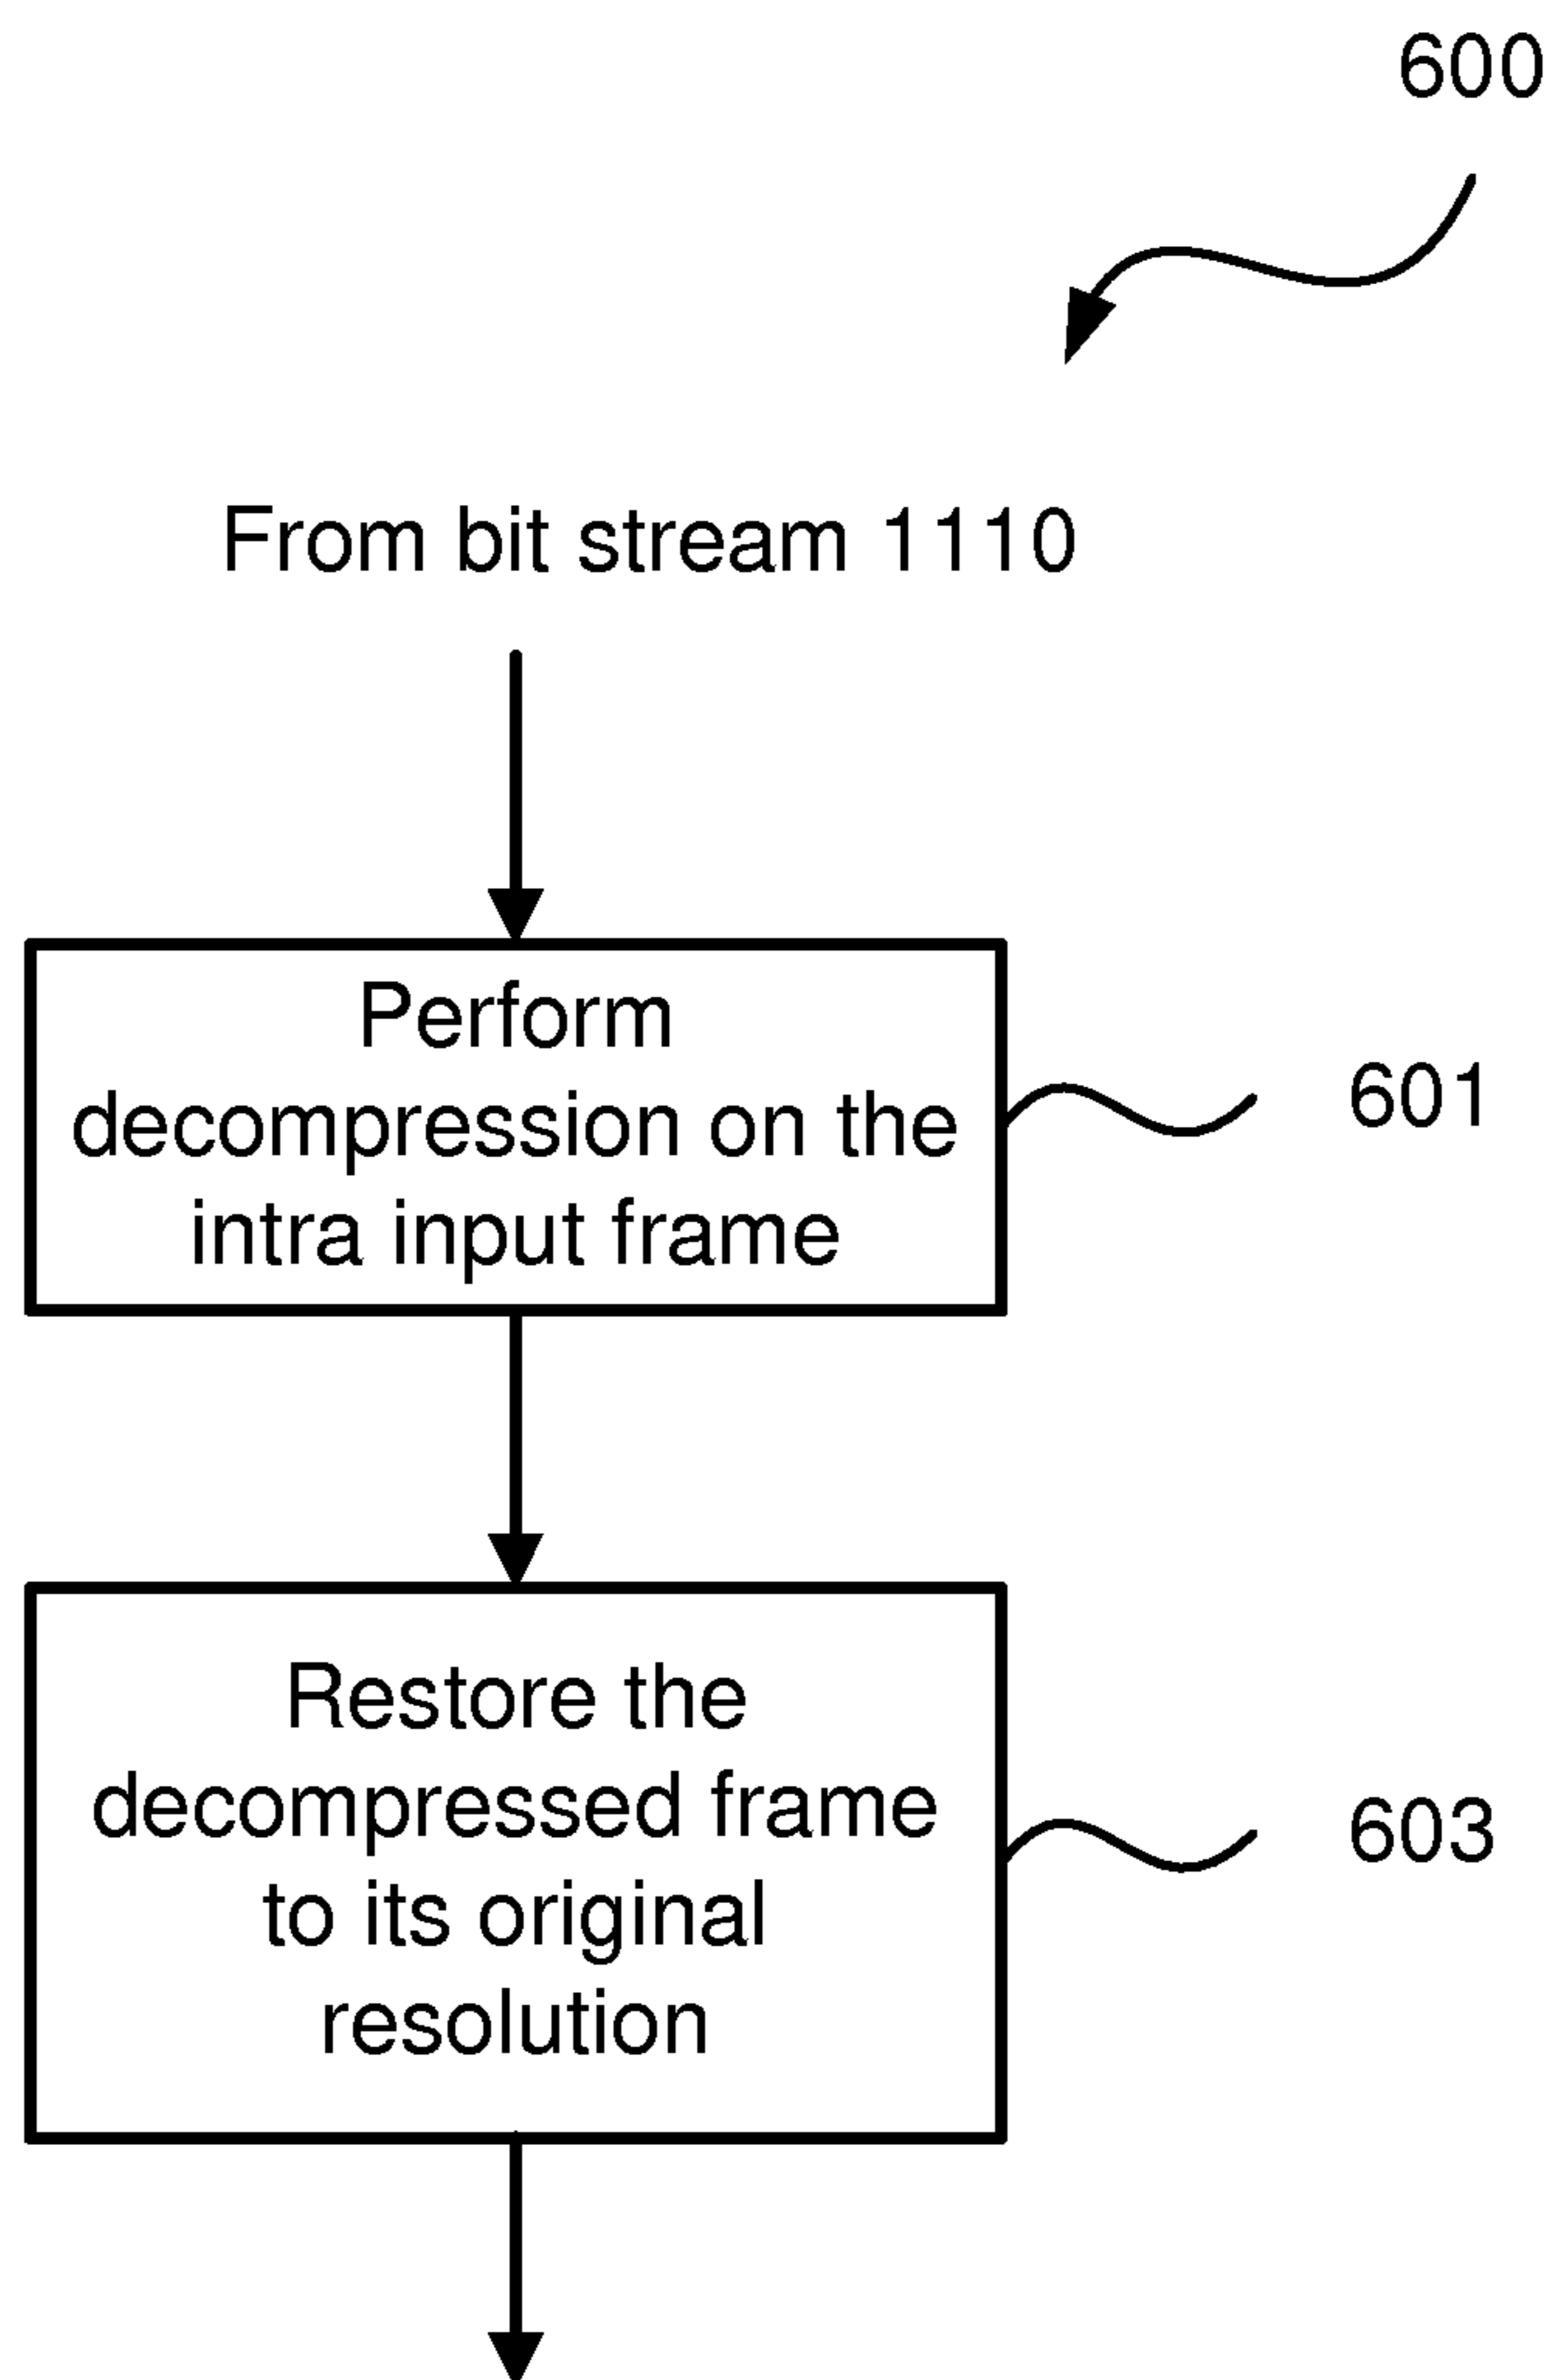 600
From bit stream 1110
Perform
decompression on the
intra input frame
601
Restore the
decompressed frame
to its original
resolution
603